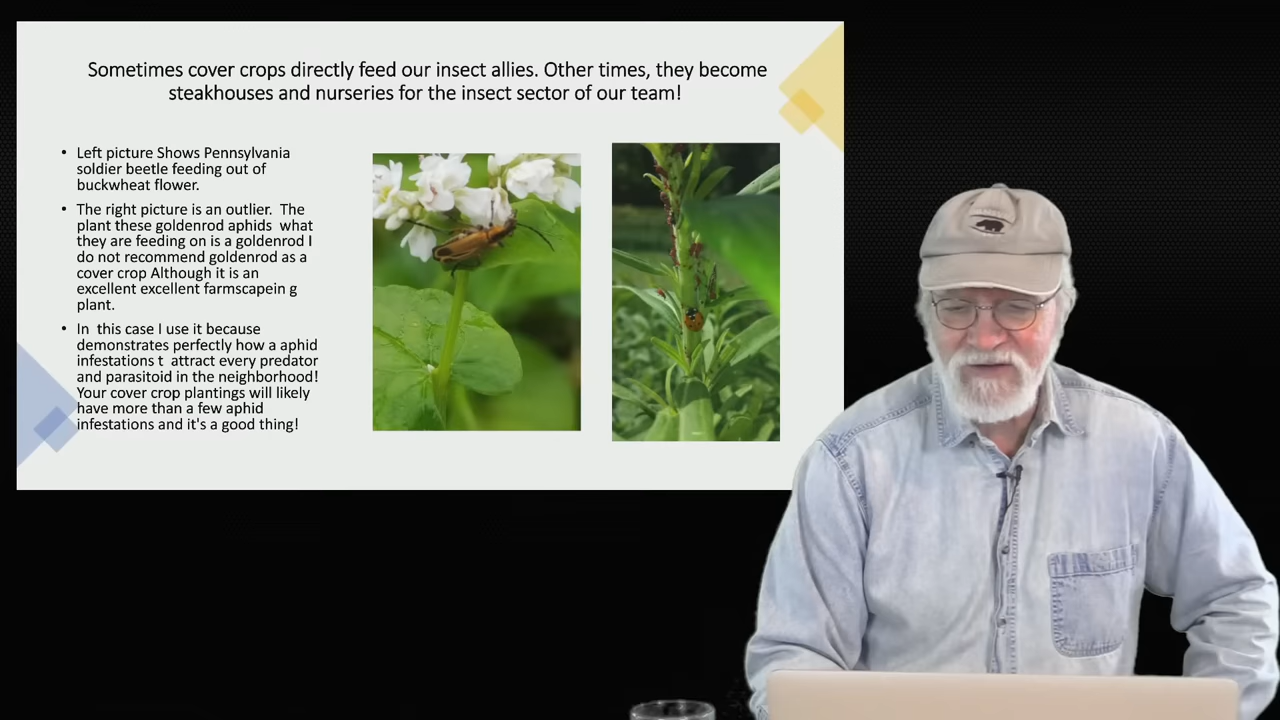 Sometimes cover crops directly feed our insect allies. Other times, they become
steakhouses and nurseries for the insect sector of our team!
• Left picture Shows Pennsylvania
soldier beetle feeding out of
buckwheat flower.
• The right picture is an outlier. The
plant these goldenrod aphids what
they are feeding on is a goldenrod I
do not recommend goldenrod as a
cover crop Although it is an
excellent excellent farmscapein g
plant.
• In this case I use it because
demonstrates perfectly how a aphid
infestations t attract every predator
and parasitoid in the neighborhood!
Your cover crop plantings will likely
have more than a few aphid
infestations and it's a good thing!